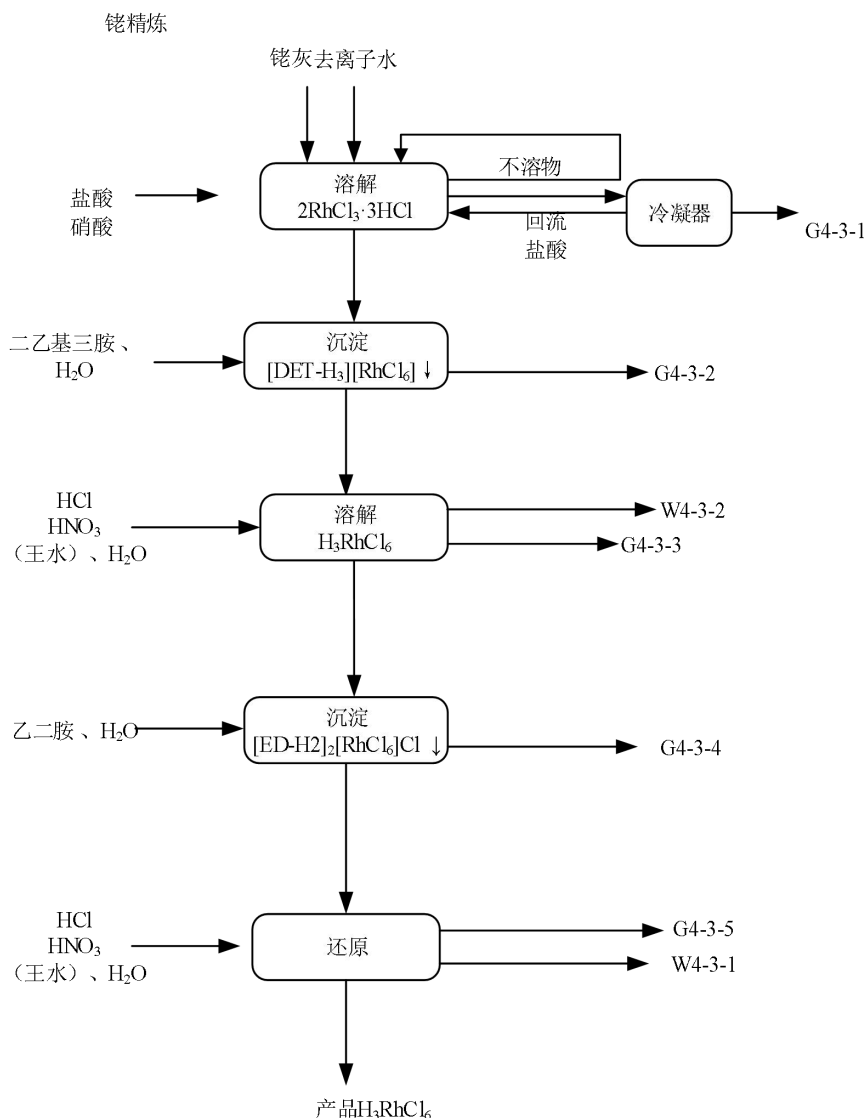 铑精炼
铑灰去离子水
盐酸
硝酸
溶解
2RhCl₃·3HCl
不溶物
回流
盐酸
冷凝器
G4-3-1
二乙基三胺、
H₂O
沉淀
[DET-H₃][RhCl₆]↓
G4-3-2
HCl
HNO₃
（王水）、H₂O
溶解
H₃RhCl₆
W4-3-2
G4-3-3
乙二胺、H₂O
沉淀
[ED-H2]₂[RhCl₆]Cl ↓
G4-3-4
HCl
HNO₃
（王水）、H₂O
还原
G4-3-5
W4-3-1
产品H₃RhCl₆